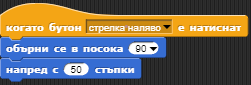 когато бутон стрелка наляво е натиснат
обърни се в посока 90
напред с 50 стъпки